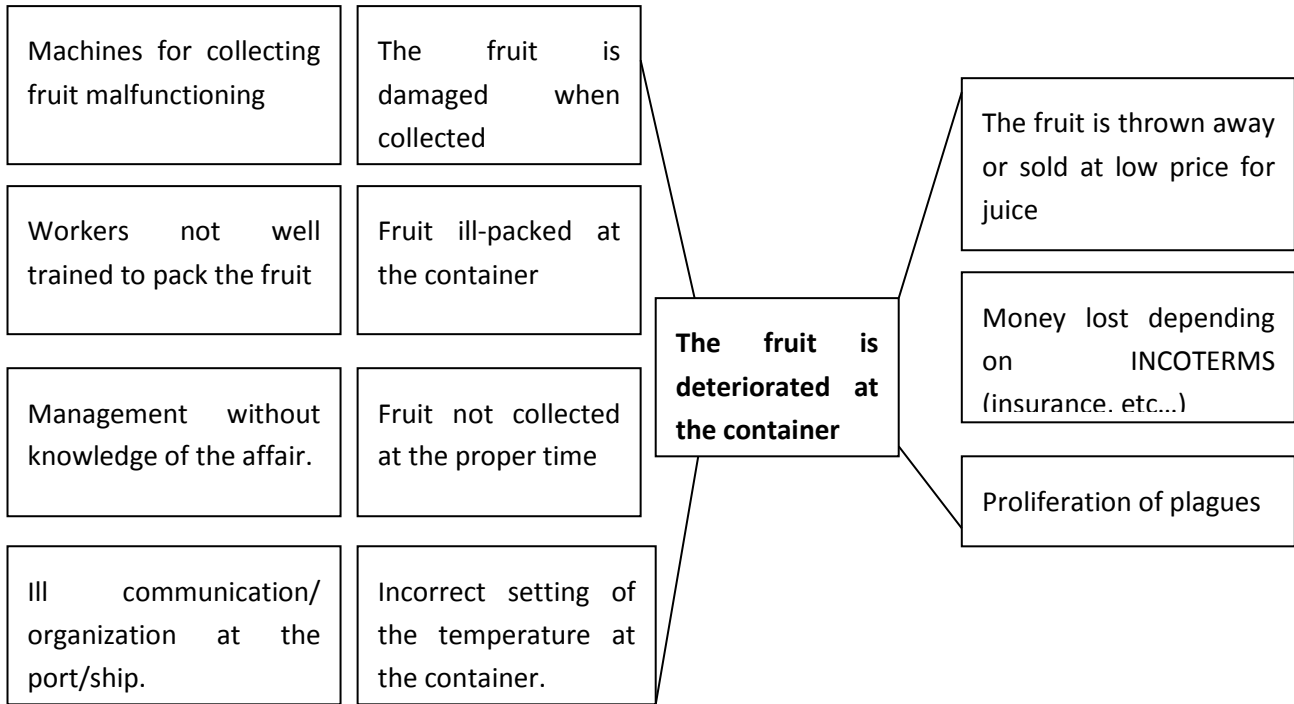 Machines for collecting
fruit malfunctioning
The fruit is
damaged when
collected
Workers not well
trained to pack the fruit
Fruit ill-packed at
the container
Management without
knowledge of the affair.
Fruit not collected
at the proper time
Ill communication/
organization at the
port/ship.
Incorrect setting of
the temperature at
the container.
The fruit is
deteriorated at
the container
The fruit is thrown away
or sold at low price for
juice
Money lost depending
on INCOTERMS
(insurance, etc...)
Proliferation of plagues